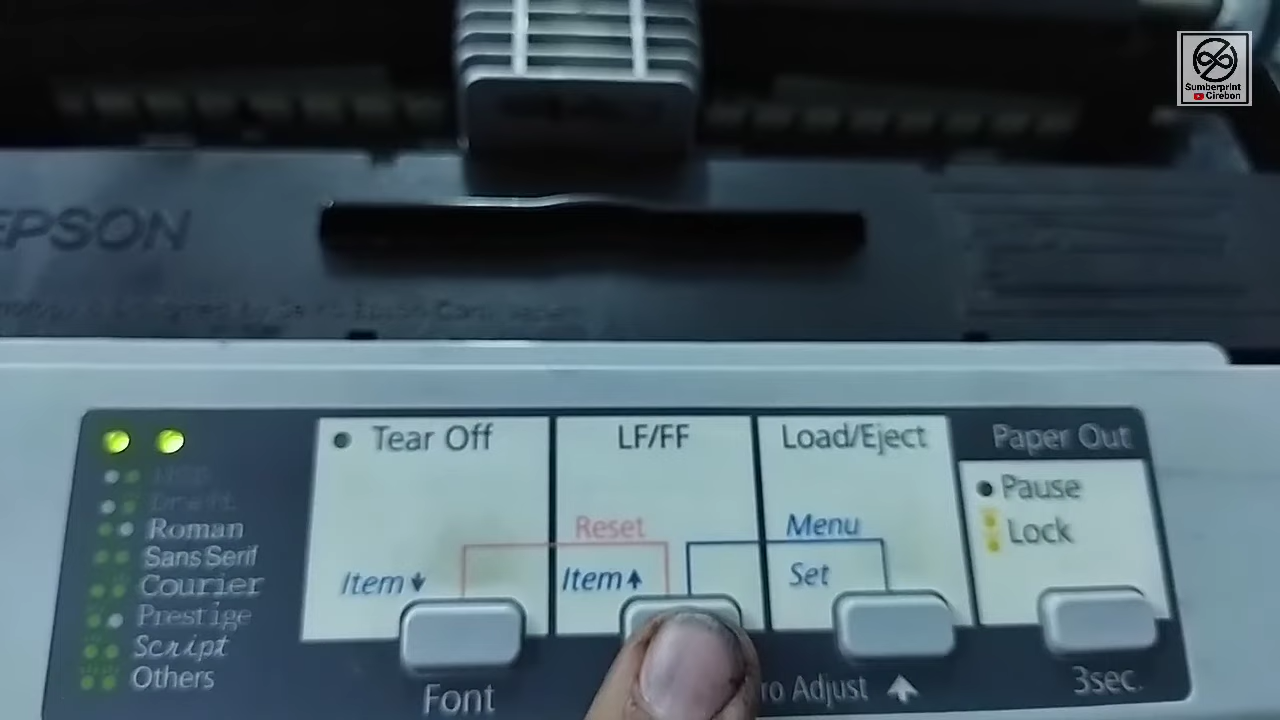 Sumberprint
Cirebon
EPSON
Tear Off
LF/FF
Load/Eject
Paper Out
Pause
Lock
Reset
Menu
Item
Item
Set
Roman
Sans Serif
Courier
Prestige
Script
Others
Font
ro Adjust
3sec.